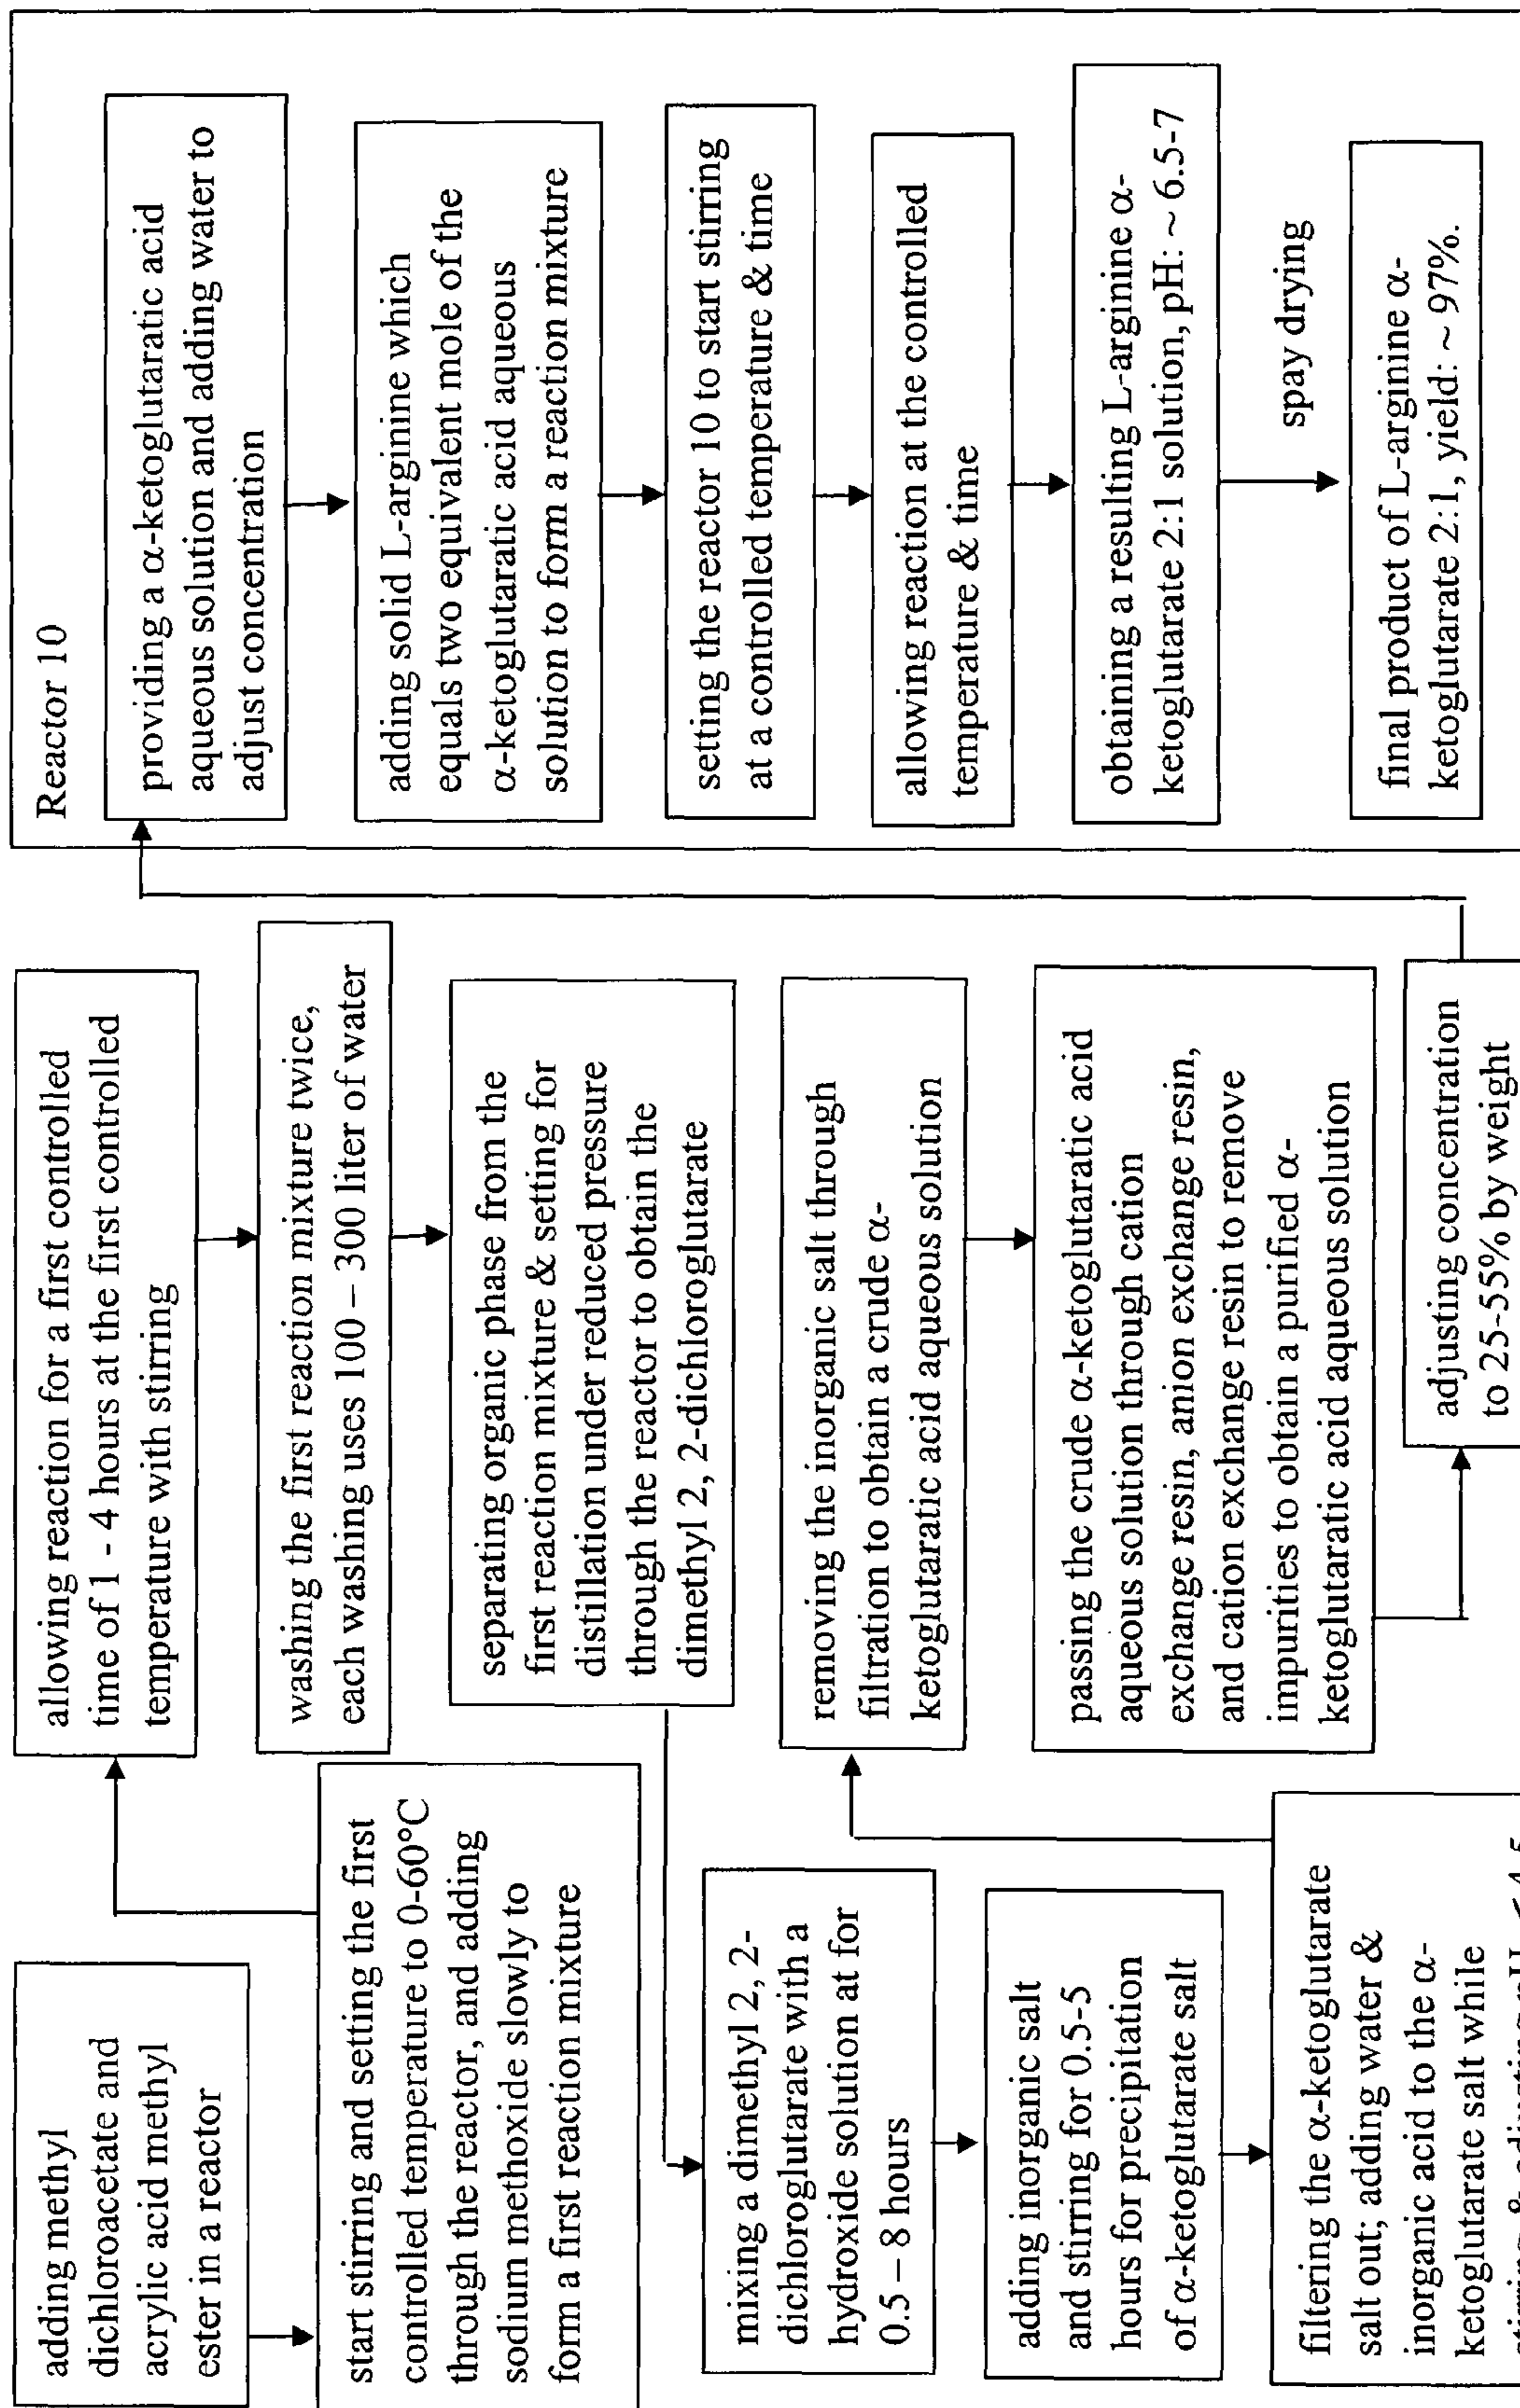 adding methyl
dichloroacetate and
acrylic acid methyl
ester in a reactor
start stirring and setting the first
controlled temperature to 0-60°C
through the reactor, and adding
sodium methoxide slowly to
form a first reaction mixture
allowing reaction for a first controlled
time of 1 - 4 hours at the first controlled
temperature with stirring
washing the first reaction mixture twice,
each washing uses 100 – 300 liter of water
separating organic phase from the
first reaction mixture & setting for
distillation under reduced pressure
through the reactor to obtain the
dimethyl 2, 2-dichloroglutarate
mixing a dimethyl 2, 2-
dichloroglutarate with a
hydroxide solution at for
0.5 – 8 hours
adding inorganic salt
and stirring for 0.5-5
hours for precipitation
of α-ketoglutarate salt
filtering the α-ketoglutarate
salt out; adding water &
inorganic acid to the α-
ketoglutarate salt while
stirring & adjusting pH
removing the inorganic salt through
filtration to obtain a crude α-
ketoglutaratic acid aqueous solution
passing the crude α-ketoglutaratic acid
aqueous solution through cation
exchange resin, anion exchange resin,
and cation exchange resin to remove
impurities to obtain a purified α-
ketoglutaratic acid aqueous solution
adjusting concentration
to 25-55% by weight
Reactor 10
providing a α-ketoglutaratic acid
aqueous solution and adding water to
adjust concentration
adding solid L-arginine which
equals two equivalent mole of the
α-ketoglutaratic acid aqueous
solution to form a reaction mixture
setting the reactor 10 to start stirring
at a controlled temperature & time
allowing reaction at the controlled
temperature & time
obtaining a resulting L-arginine α-
ketoglutarate 2:1 solution, pH: ~ 6.5-7
spay drying
final product of L-arginine α-
ketoglutarate 2:1, yield: ~ 97%.